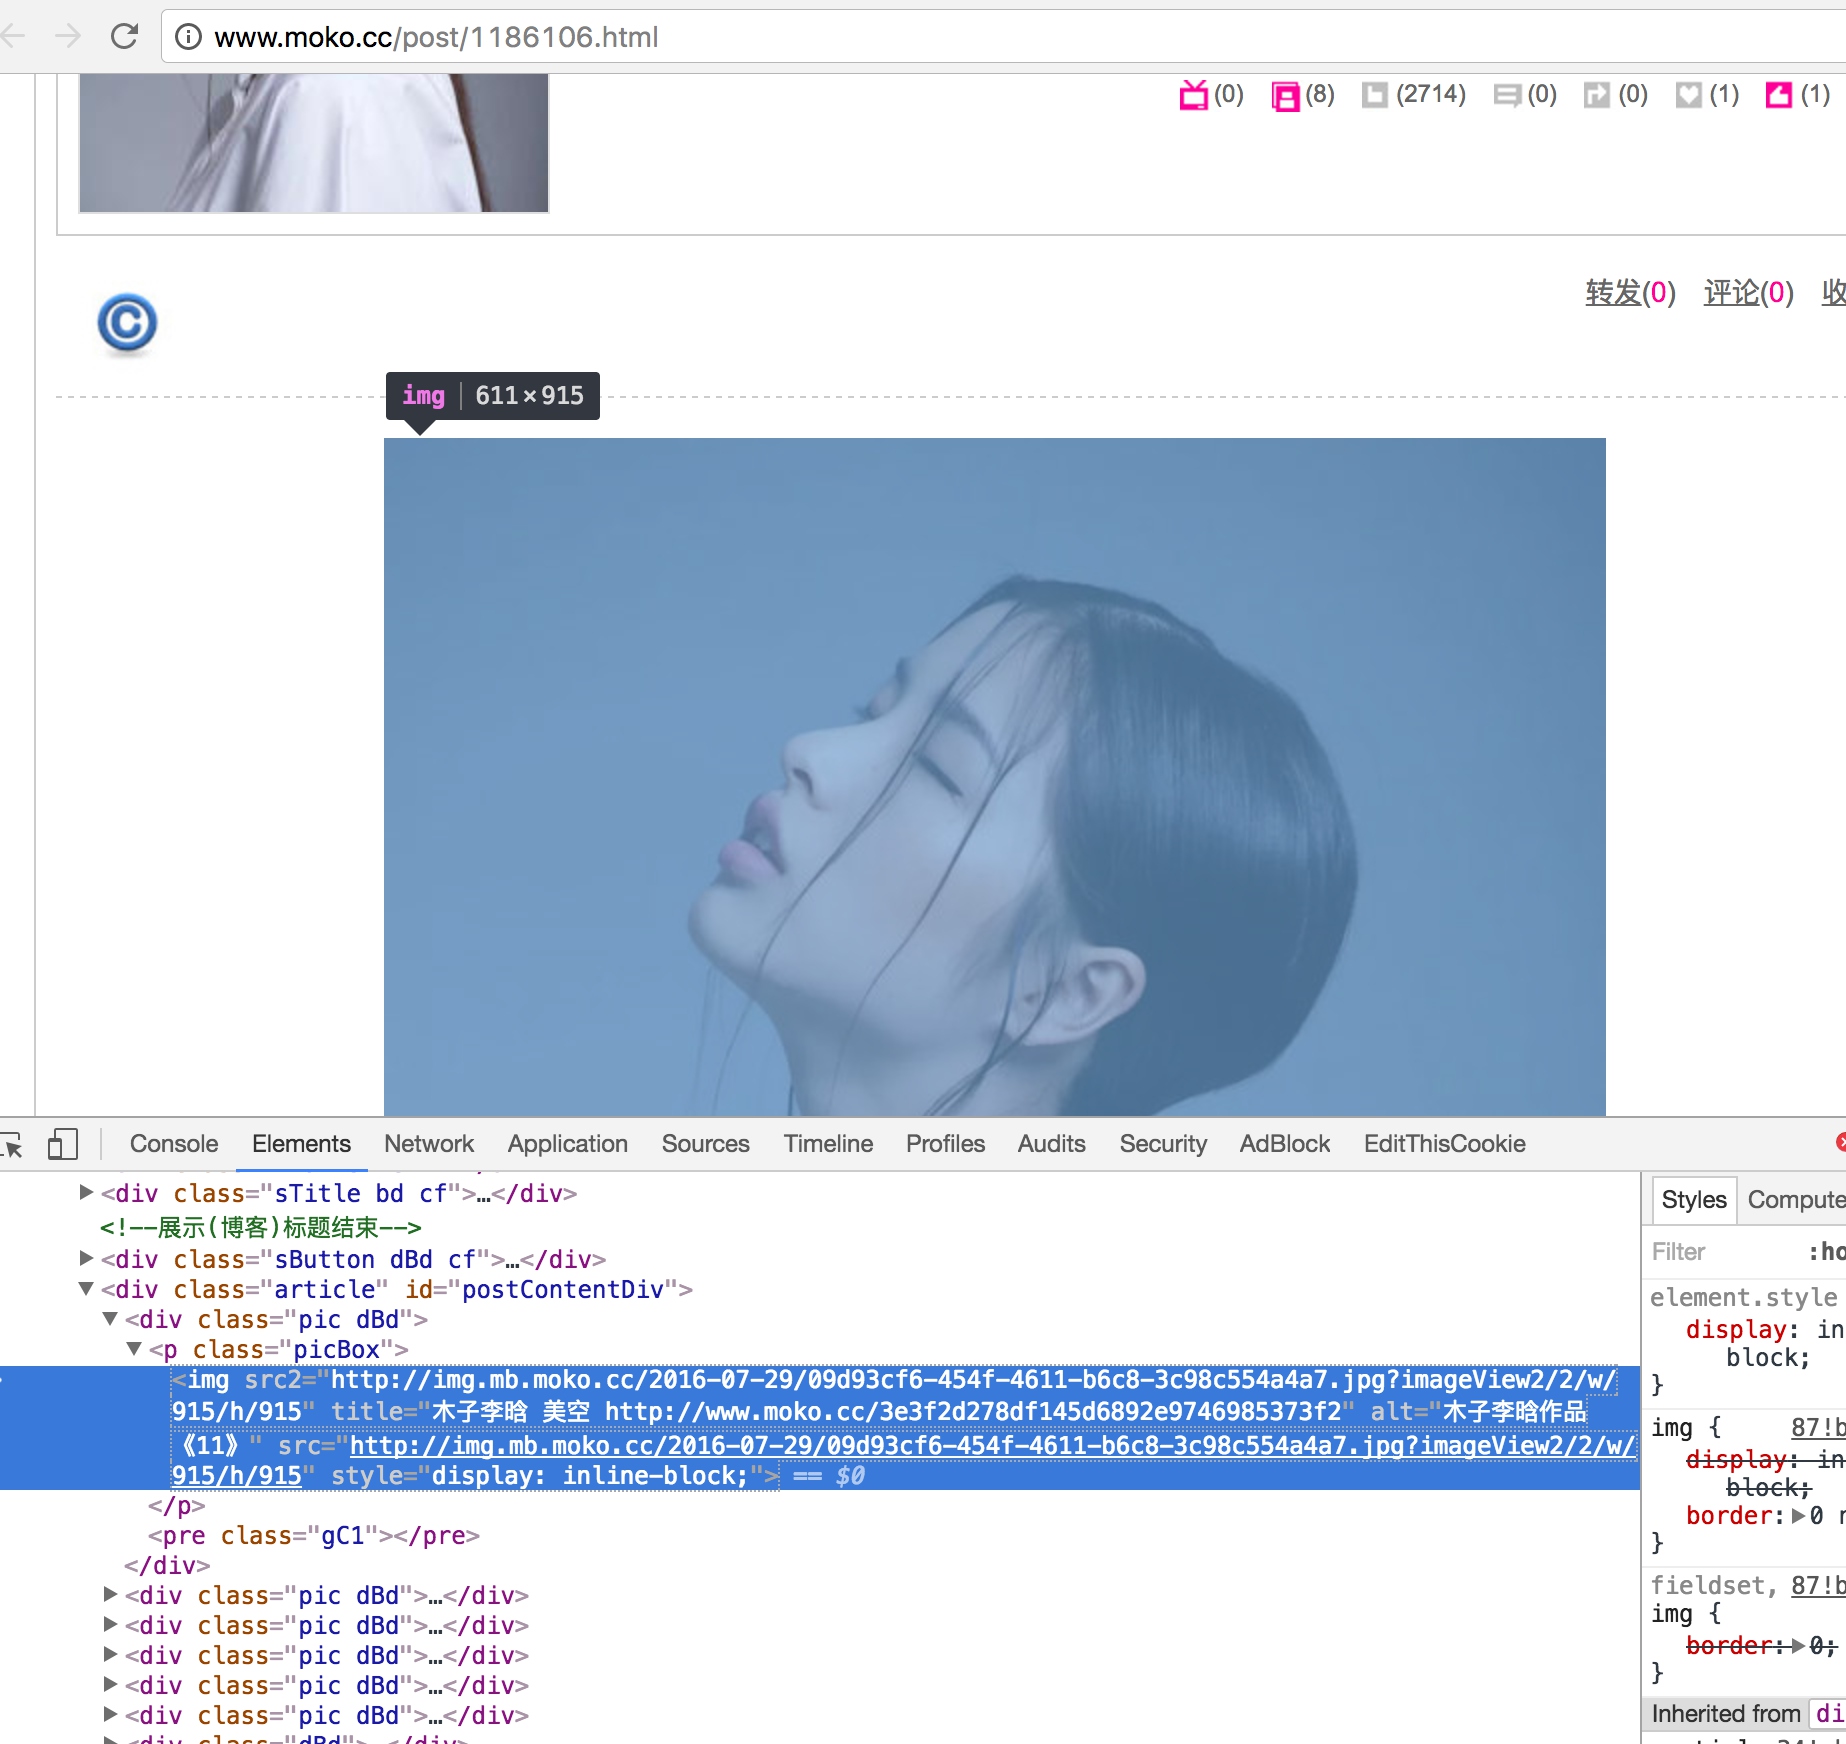 www.moko.cc/post/1186106.html
(0) (8) (2714) (0) (0) (1) (1)
转发(0) 评论(0) 收
img 611×915
Console Elements Network Application Sources Timeline Profiles Audits Security AdBlock EditThisCookie
<div class="sTitle bd cf">…</div>
<!--展示(博客)标题结束-->
<div class="sButton dBd cf">…</div>
<div class="article" id="postContentDiv">
<div class="pic dBd">
<p class="picBox">
<img src2="http://img.mb.moko.cc/2016-07-29/09d93cf6-454f-4611-b6c8-3c98c554a4a7.jpg?imageView2/2/w/
915/h/915" title="木子李晗 美空 http://www.moko.cc/3e3f2d278df145d6892e9746985373f2" alt="木子李晗作品
《11》" src="http://img.mb.moko.cc/2016-07-29/09d93cf6-454f-4611-b6c8-3c98c554a4a7.jpg?imageView2/2/w/
915/h/915" style="display: inline-block;"> == $0
</p>
<pre class="gC1"></pre>
</div>
<div class="pic dBd">…</div>
<div class="pic dBd">…</div>
<div class="pic dBd">…</div>
<div class="pic dBd">…</div>
<div class="pic dBd">…</div>
Styles Compute
Filter :ho
element.style
display: in
block;
}
img { 87!b
display: in
block;
border: 0 n
}
fieldset, 87!b
img {
border: 0;
}
Inherited from di